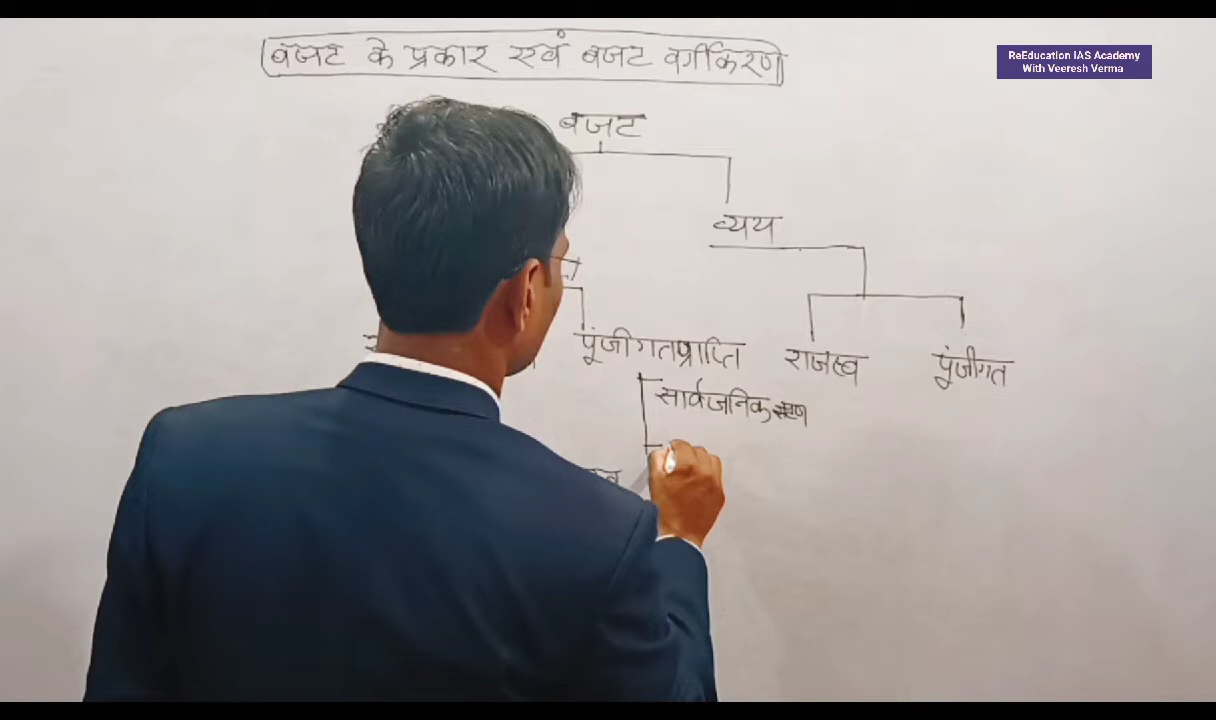 बजट के प्रकार एवं बजट वर्गीकरण
ReEducation IAS Academy
With Veeresh Verma
बजट
व्यय
पूंजीगतप्राप्ति
राजस्व
पूंजीगत
सार्वजनिक ऋण